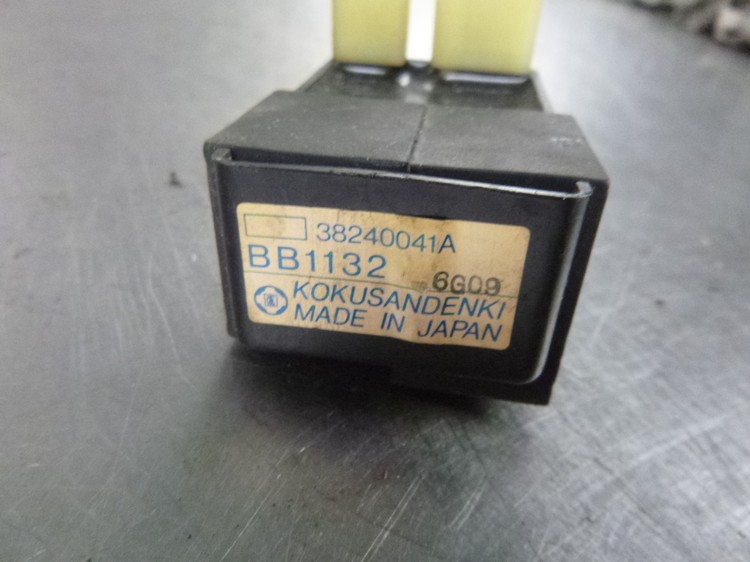 38240041A
BB1132
6G09
KOKUSANDENKI
MADE IN JAPAN